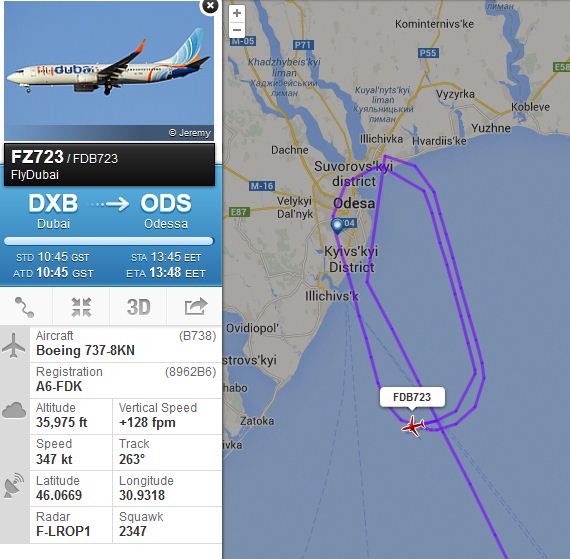 flydubai
© Jeremy
FZ723 / FDB723
FlyDubai
DXB ODS
Dubai Odessa
STD 10:45 GST STA 13:45 EET
ATD 10:45 GST ETA 13:48 EET
3D
Aircraft (B738)
Boeing 737-8KN
Registration (8962B6)
A6-FDK
Altitude Vertical Speed
35,975 ft +128 fpm
Speed Track
347 kt 263°
Latitude Longitude
46.0669 30.9318
Radar Squawk
F-LROP1 2347
+
−
Kominternivs'ke
M-05
P71
E95
Khadzhybeis'kyi
liman
Хаджибейський
лиман
Kuyal'nyts'kyi
liman
Куяльницький
лиман
Vyzyrka
Kobleve
Yuzhne
Illichivka
Hvardiis'ke
Dachne
Suvorovs'kyi
district
M-16
Velykyi
Dal'nyk
Odesa
E87
04
Kyivs'kyi
District
Illichivs'k
Ovidiopol'
strovs'kyi
habo
Zatoka
ivka
FDB723